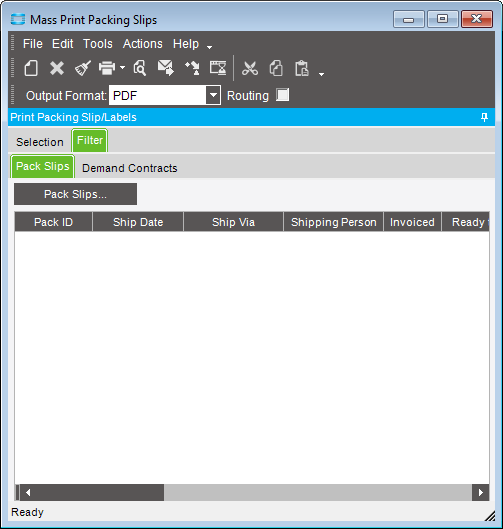 Mass Print Packing Slips
File Edit Tools Actions Help
Output Format: PDF Routing
Print Packing Slip/Labels
Selection Filter
Pack Slips Demand Contracts
Pack Slips...
Pack ID Ship Date Ship Via Shipping Person Invoiced Ready
Ready